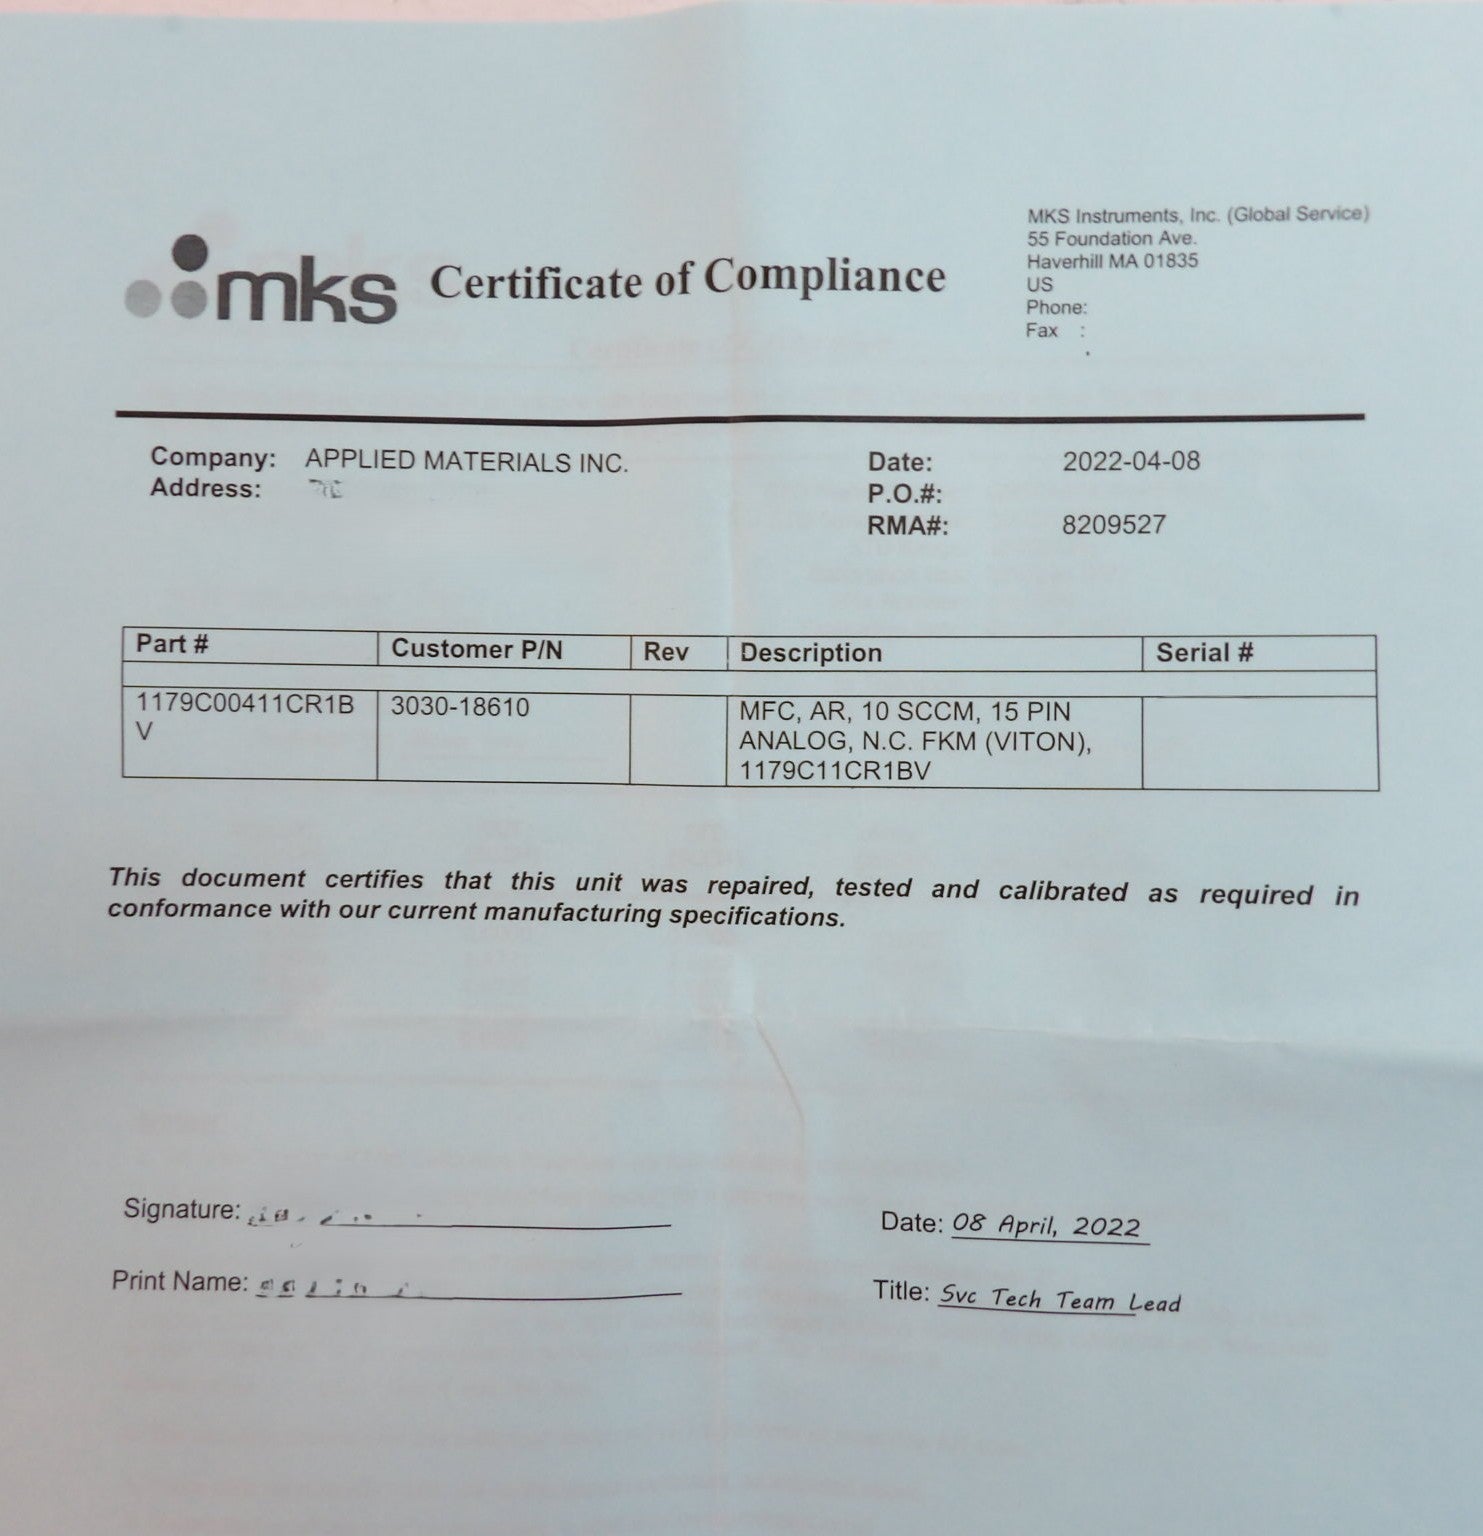 mks Certificate of Compliance
MKS Instruments, Inc. (Global Service)
55 Foundation Ave.
Haverhill MA 01835
US
Phone:
Fax :
Company: APPLIED MATERIALS INC.
Address:
Date: 2022-04-08
P.O.#:
RMA#: 8209527
Part # Customer P/N Rev Description Serial #
1179C00411CR1B 3030-18610 MFC, AR, 10 SCCM, 15 PIN
V ANALOG, N.C. FKM (VITON),
1179C11CR1BV
This document certifies that this unit was repaired, tested and calibrated as required in
conformance with our current manufacturing specifications.
Signature: Date: 08 April, 2022
Print Name: Title: Svc Tech Team Lead